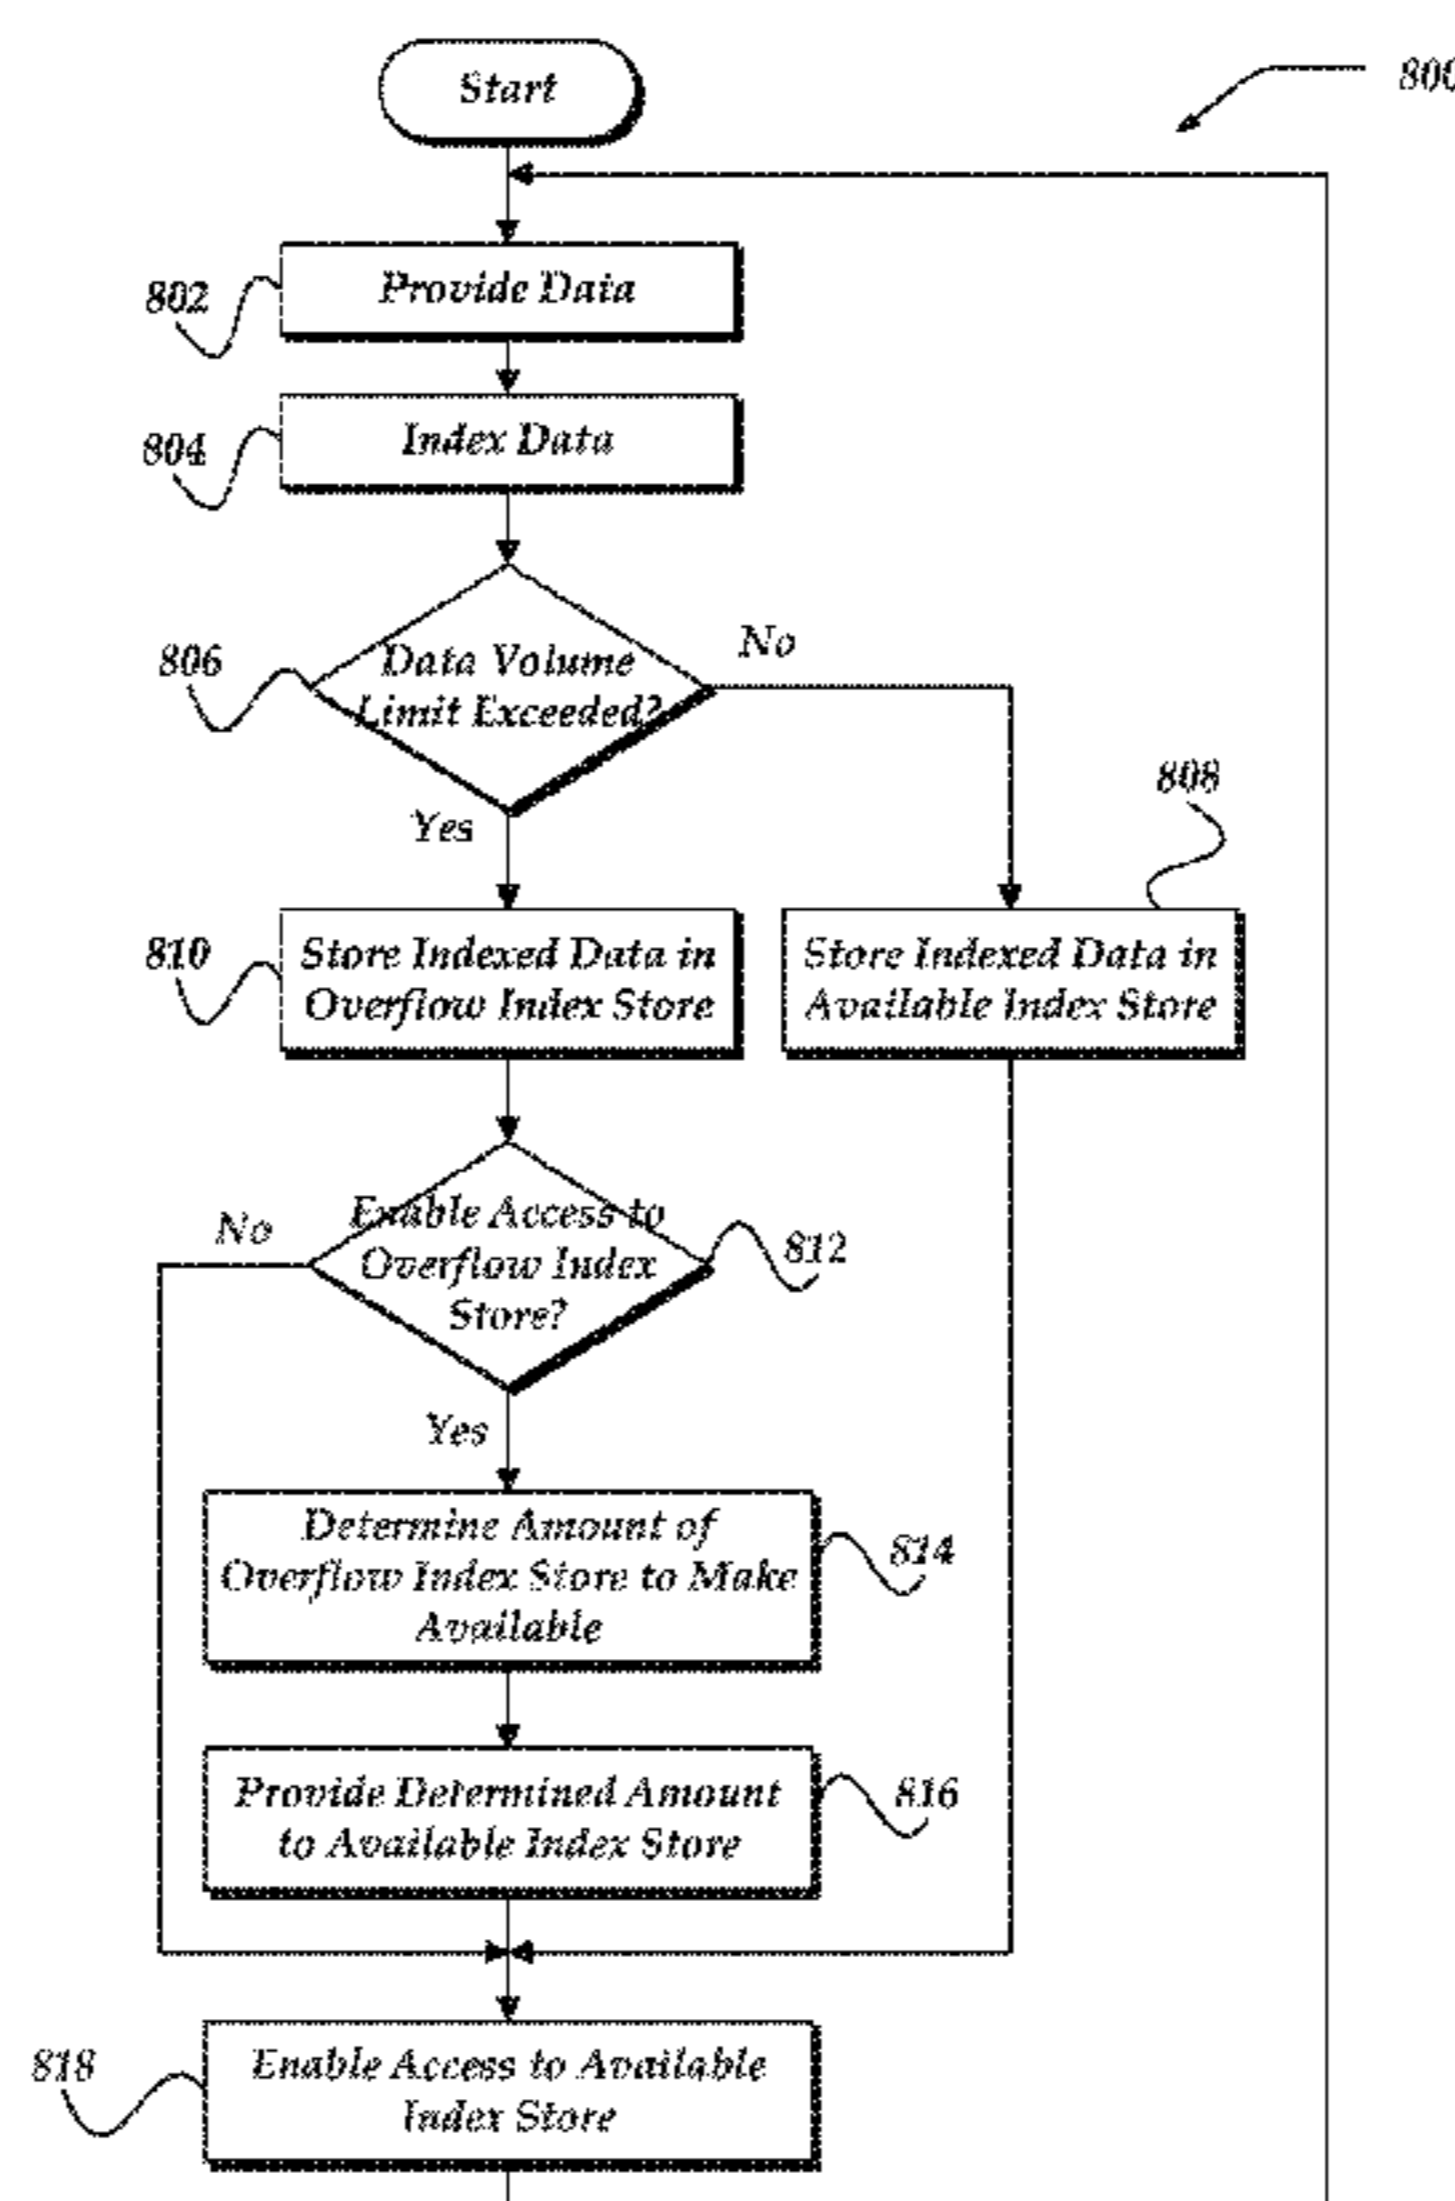 Start
800
802
Provide Data
804
Index Data
806
Data Volume
Limit Exceeded?
No
Yes
808
810
Store Indexed Data in
Overflow Index Store
Store Indexed Data in
Available Index Store
No
Enable Access to
Overflow Index
Store?
812
Yes
Determine Amount of
Overflow Index Store to Make
Available
814
Provide Determined Amount
to Available Index Store
816
818
Enable Access to Available
Index Store